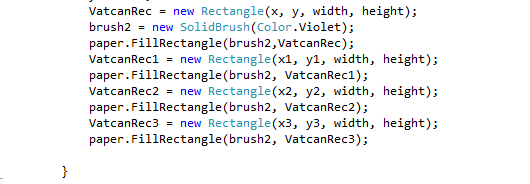 VatcanRec = new Rectangle(x, y, width, height);
brush2 = new SolidBrush(Color.Violet);
paper.FillRectangle(brush2,VatcanRec);
VatcanRec1 = new Rectangle(x1, y1, width, height);
paper.FillRectangle(brush2, VatcanRec1);
VatcanRec2 = new Rectangle(x2, y2, width, height);
paper.FillRectangle(brush2, VatcanRec2);
VatcanRec3 = new Rectangle(x3, y3, width, height);
paper.FillRectangle(brush2, VatcanRec3);
}